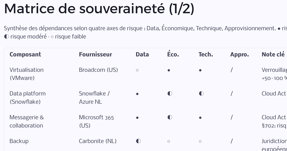 Matrice de souveraineté (1/2)
Synthèse des dépendances selon quatre axes de risque : Data, Économique, Technique, Approvisionnement. ● ri
◐ risque modéré · ○ risque faible
Composant Fournisseur Data Éco. Tech. Appro. Note clé
Virtualisation Broadcom (US) ○ ● ● / Verrouillag
(VMware) +50-100 %
Data platform Snowflake / ● ◐ ◐ / Cloud Act
(Snowflake) Azure NL
Messagerie & Microsoft 365 ● ◐ ● / Cloud Act
collaboration (US) §702; risq
Backup Carbonite (NL) ◐ ○ ○ / Juridiction
européenn